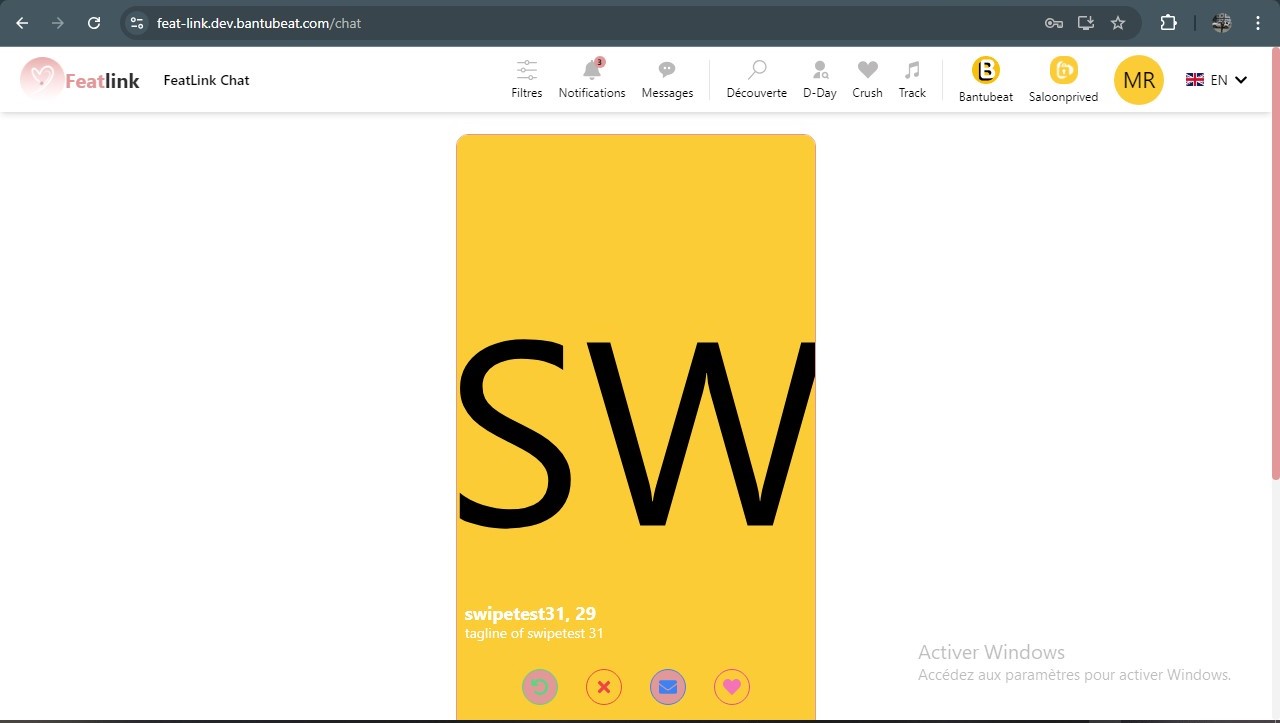 feat-link.dev.bantubeat.com/chat
Featlink
FeatLink Chat
Filtres
3
Notifications
Messages
Découverte
D-Day
Crush
Track
B
Bantubeat
Saloonprived
MR
EN
SW
swipetest31, 29
tagline of swipetest 31
Activer Windows
Accédez aux paramètres pour activer Windows.